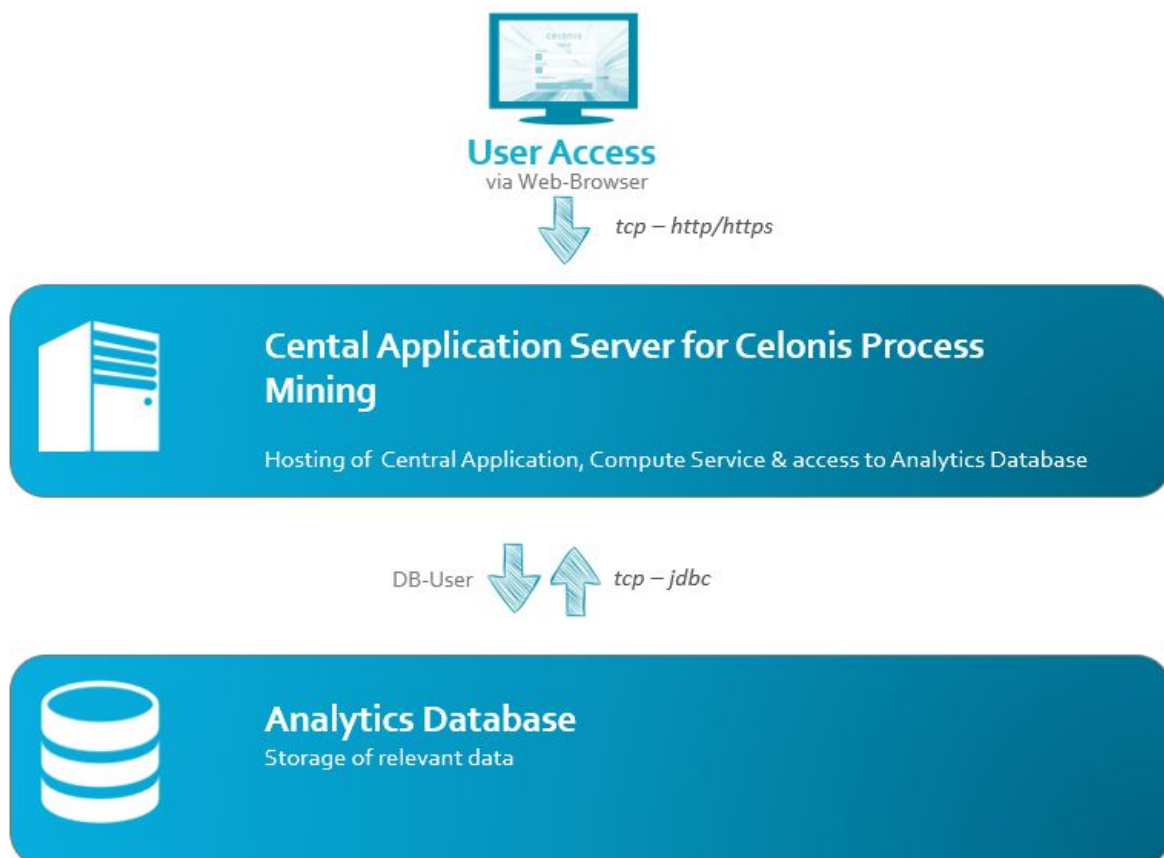 celonis
User Access
via Web-Browser
tcp – http/https
Cental Application Server for Celonis Process
Mining
Hosting of Central Application, Compute Service & access to Analytics Database
DB-User
tcp – jdbc
Analytics Database
Storage of relevant data